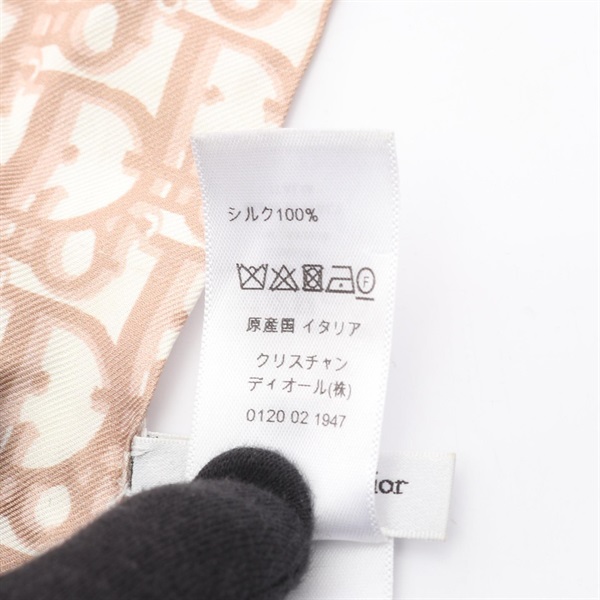 シルク100%
F
原産国 イタリア
クリスチャン
ディオール(株)
0120 02 1947
ior